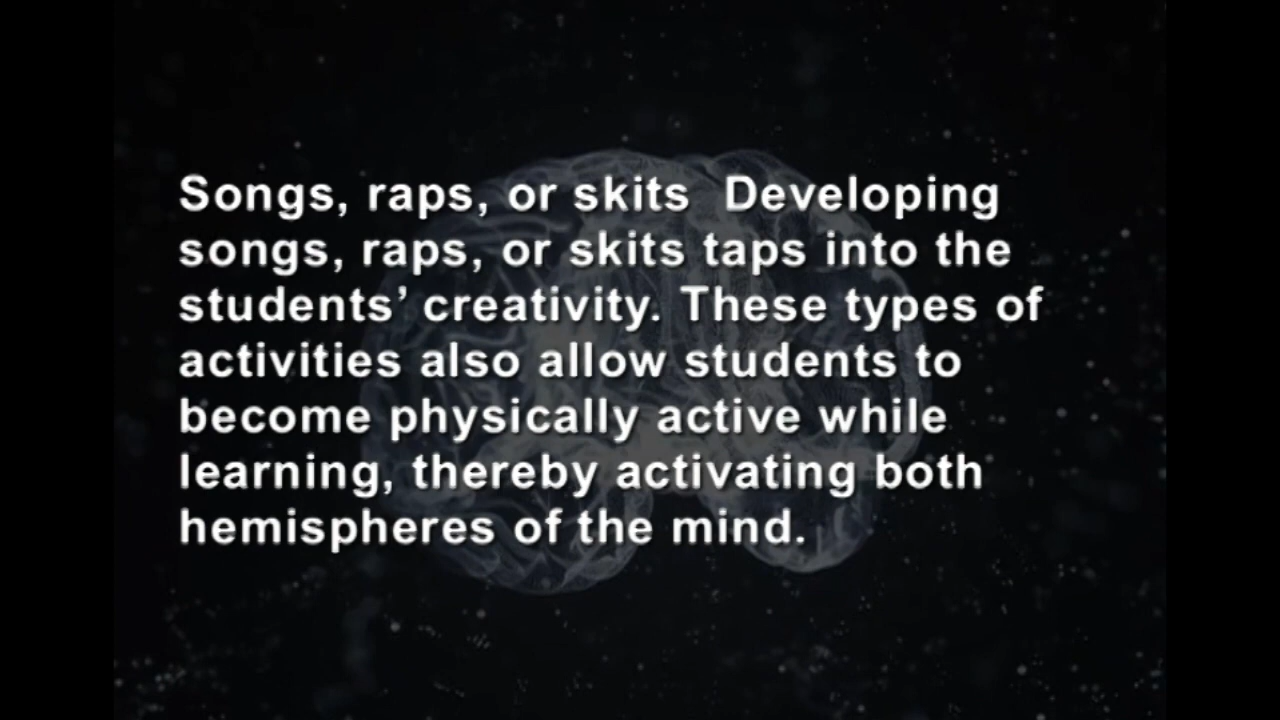 Songs, raps, or skits  Developing
songs, raps, or skits taps into the
students’ creativity. These types of
activities also allow students to
become physically active while
learning, thereby activating both
hemispheres of the mind.